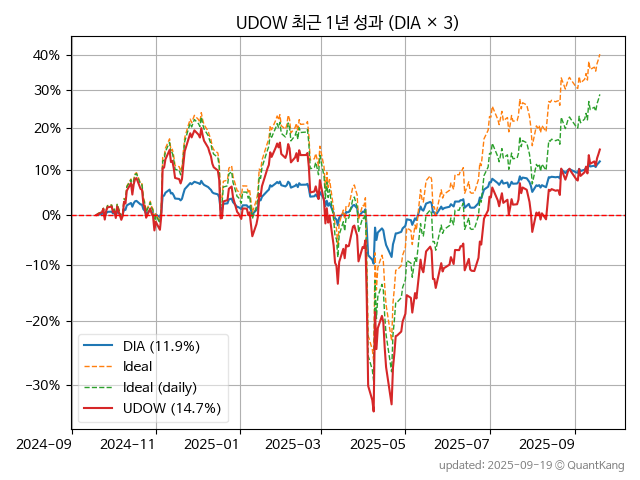 UDOW 최근 1년 성과 (DIA × 3)
40%
30%
20%
10%
0%
−10%
−20%
−30%
DIA (11.9%)
Ideal
Ideal (daily)
UDOW (14.7%)
2024-09
2024-11
2025-01
2025-03
2025-05
2025-07
2025-09
updated: 2025-09-19 © QuantKang